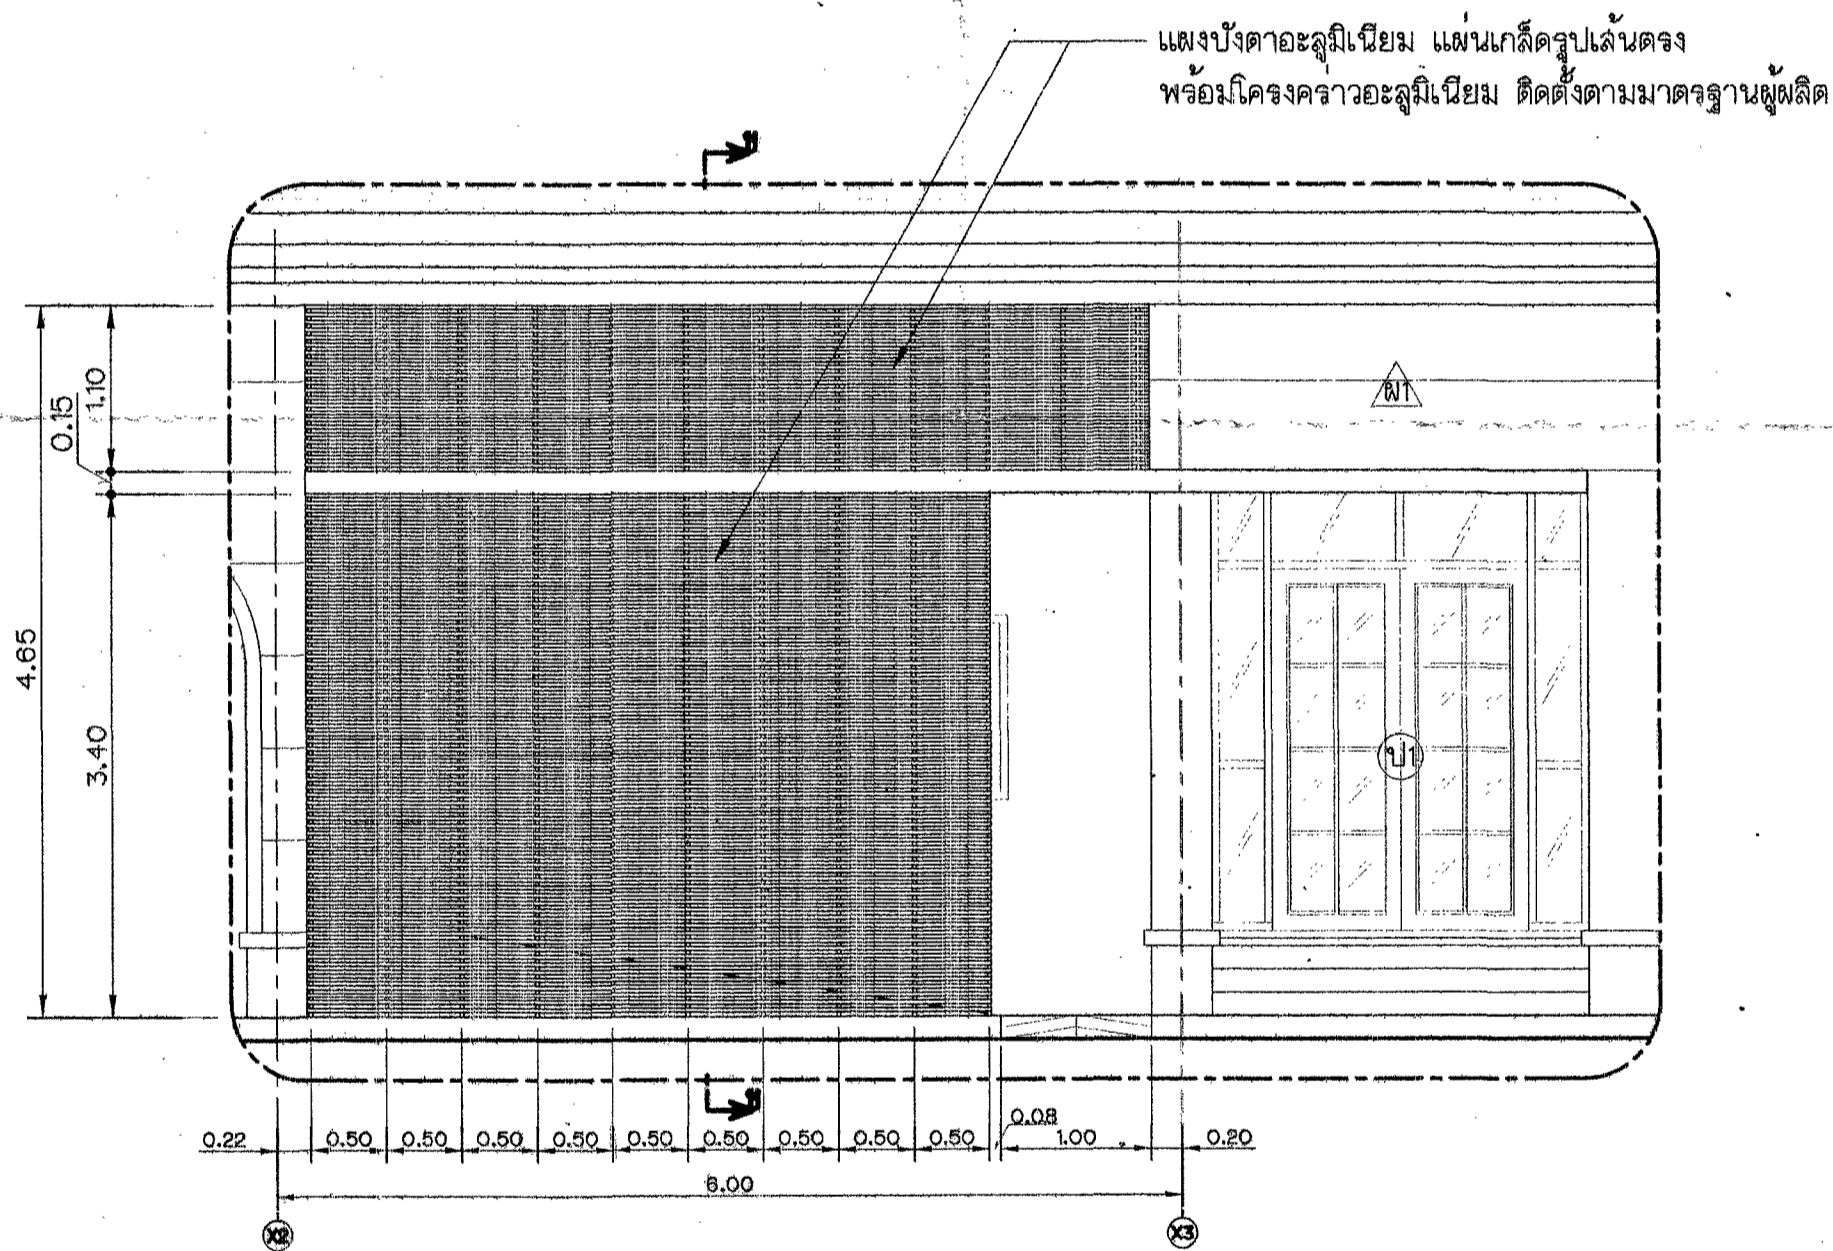 แผงบังตาอะลูมิเนียม แผ่นเกล็ดรูปเส้นตรง
พร้อมโครงคร่าวอะลูมิเนียม ติดตั้งตามมาตรฐานผู้ผลิต
1.10
0.15
ผ1
4.65
3.40
ป1
0.08
0.22 0.50 0.50 0.50 0.50 0.50 0.50 0.50 0.50 0.50 1.00 0.20
6.00
X2 X3